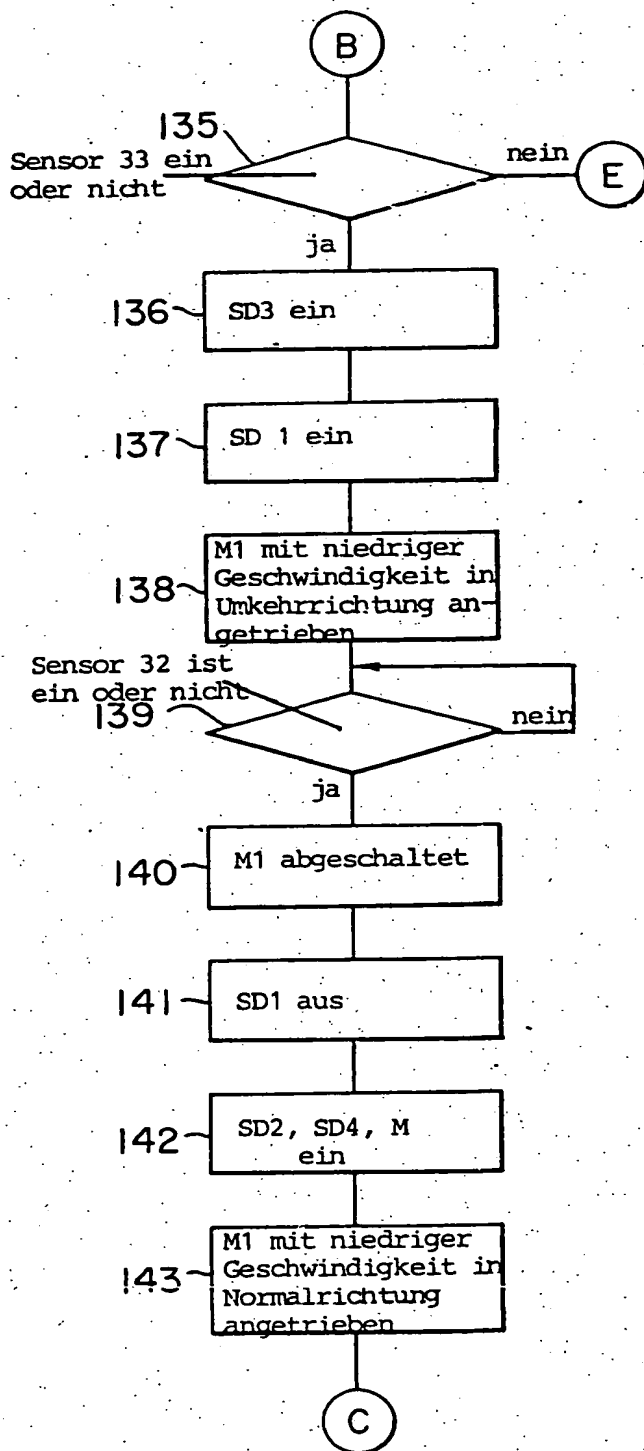 B
135
Sensor 33 ein
oder nicht
nein
E
ja
136
SD3 ein
137
SD 1 ein
138
M1 mit niedriger
Geschwindigkeit in
Umkehrrichtung an-
getrieben
Sensor 32 ist
ein oder nicht
139
nein
ja
140
M1 abgeschaltet
141
SD1 aus
142
SD2, SD4, M
ein
143
M1 mit niedriger
Geschwindigkeit in
Normalrichtung
angetrieben
C